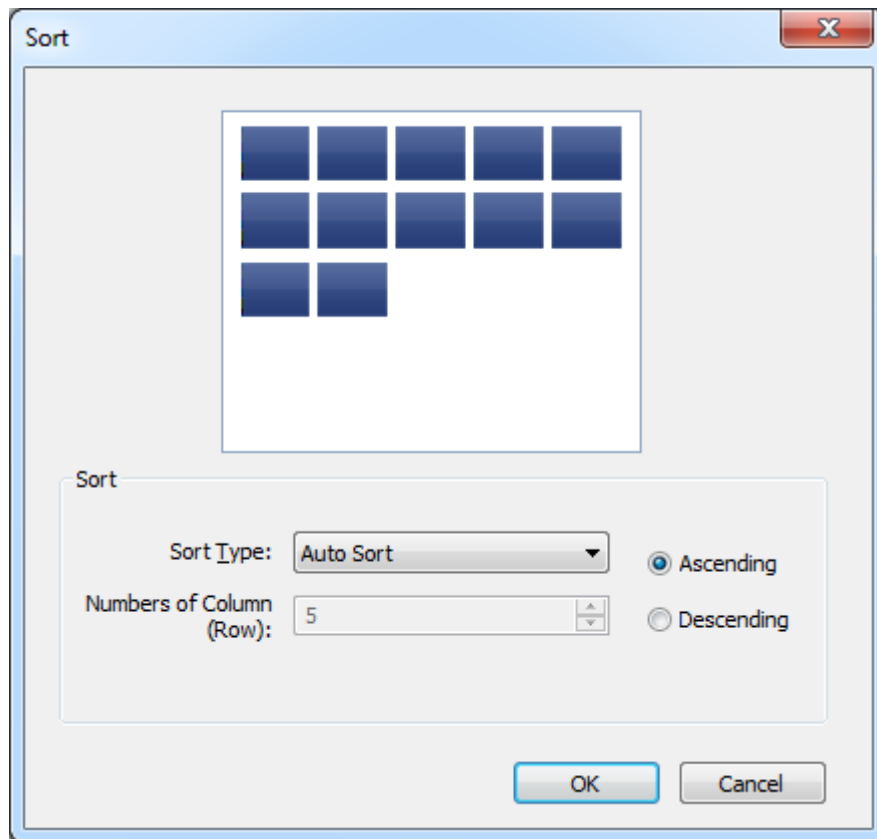 Sort
Sort
Sort Type: Auto Sort
Ascending
Numbers of Column
(Row): 5
Descending
OK Cancel